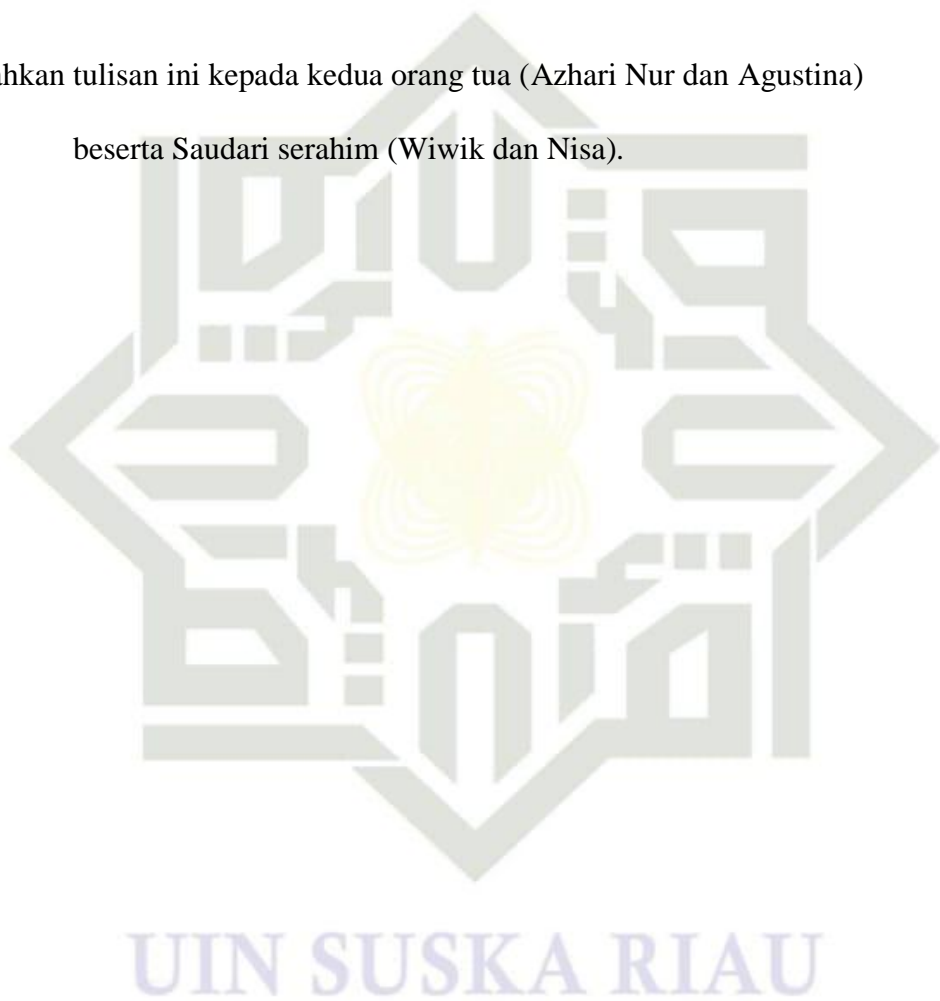 ahkan tulisan ini kepada kedua orang tua (Azhari Nur dan Agustina)
beserta Saudari serahim (Wiwik dan Nisa).
UIN SUSKA RIAU